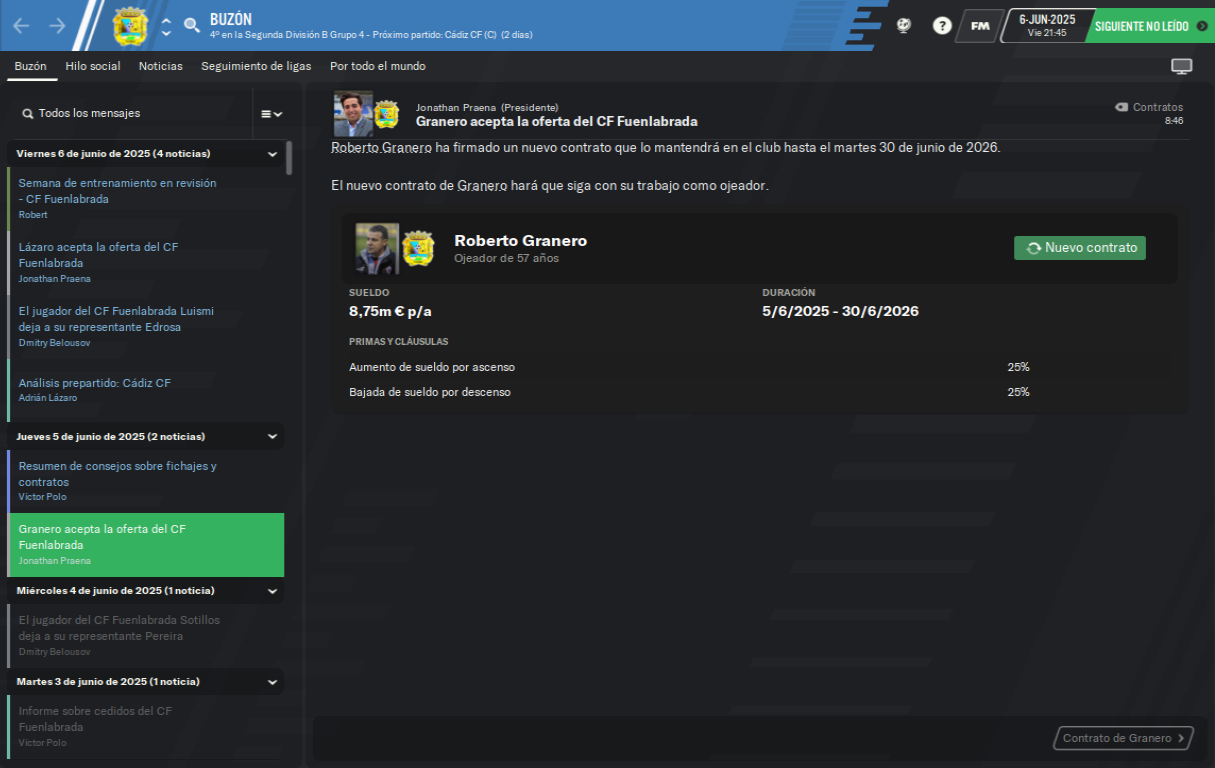 BUZÓN
4º en la Segunda División B Grupo 4 - Próximo partido: Cádiz CF (C) (2 días)
?
FM
6-JUN-2025
Vie 21:45
SIGUIENTE NO LEÍDO
Buzón Hilo social Noticias Seguimiento de ligas Por todo el mundo
Todos los mensajes
Viernes 6 de junio de 2025 (4 noticias)
Semana de entrenamiento en revisión
- CF Fuenlabrada
Robert
Lázaro acepta la oferta del CF
Fuenlabrada
Jonathan Praena
El jugador del CF Fuenlabrada Luismi
deja a su representante Edrosa
Dmitry Belousov
Análisis prepartido: Cádiz CF
Adrián Lázaro
Jueves 5 de junio de 2025 (2 noticias)
Resumen de consejos sobre fichajes y
contratos
Víctor Polo
Granero acepta la oferta del CF
Fuenlabrada
Jonathan Praena
Miércoles 4 de junio de 2025 (1 noticia)
El jugador del CF Fuenlabrada Sotillos
deja a su representante Pereira
Dmitry Belousov
Martes 3 de junio de 2025 (1 noticia)
Informe sobre cedidos del CF
Fuenlabrada
Víctor Polo
Jonathan Praena (Presidente)
Granero acepta la oferta del CF Fuenlabrada
Contratos
8:46
Roberto Granero ha firmado un nuevo contrato que lo mantendrá en el club hasta el martes 30 de junio de 2026.
El nuevo contrato de Granero hará que siga con su trabajo como ojeador.
Roberto Granero
Ojeador de 57 años
Nuevo contrato
SUELDO
8,75m € p/a
DURACIÓN
5/6/2025 - 30/6/2026
PRIMAS Y CLÁUSULAS
Aumento de sueldo por ascenso 25%
Bajada de sueldo por descenso 25%
Contrato de Granero